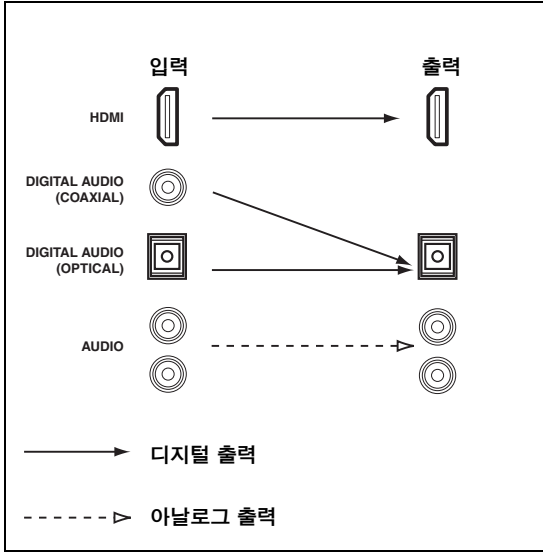 입력 출력
HDMI
DIGITAL AUDIO
(COAXIAL)
DIGITAL AUDIO
(OPTICAL)
AUDIO
디지털 출력
아날로그 출력